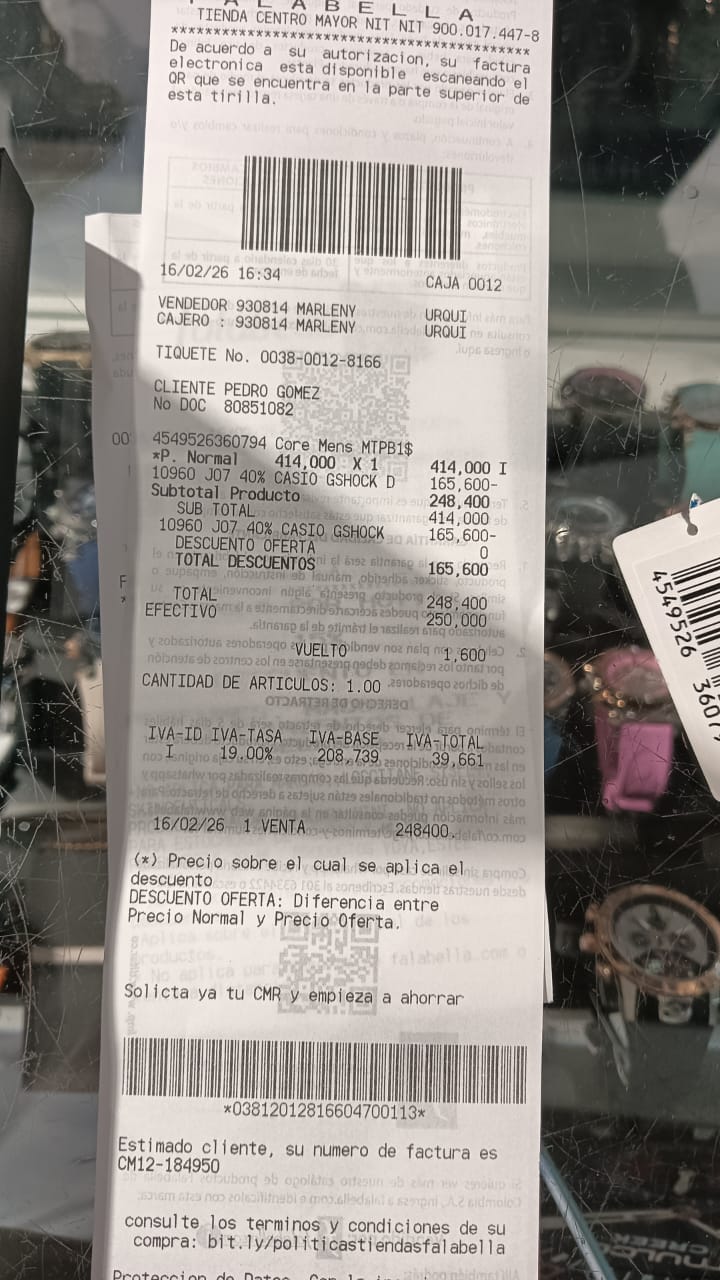 F A L A B E L L A
TIENDA CENTRO MAYOR NIT NIT 900.017.447-8
******************************************
De acuerdo a su autorizacion, su factura
electronica esta disponible escaneando el
QR que se encuentra en la parte superior de
esta tirilla.
16/02/26 16:34 CAJA 0012
VENDEDOR 930814 MARLENY URQUI
CAJERO : 930814 MARLENY URQUI
TIQUETE No. 0038-0012-8166
CLIENTE PEDRO GOMEZ
No DOC 80851082
4549526360794 Core Mens MTPB1$
*P. Normal 414,000 X 1 414,000 I
10960 J07 40% CASIO GSHOCK D 165,600-
Subtotal Producto 248,400
SUB TOTAL 414,000
10960 J07 40% CASIO GSHOCK 165,600-
DESCUENTO OFERTA 0
TOTAL DESCUENTOS 165,600
TOTAL 248,400
EFECTIVO 250,000
VUELTO 1,600
CANTIDAD DE ARTICULOS: 1.00
IVA-ID IVA-TASA IVA-BASE IVA-TOTAL
I 19.00% 208,739 39,661
16/02/26 1 VENTA 248400.
(*) Precio sobre el cual se aplica el
descuento
DESCUENTO OFERTA: Diferencia entre
Precio Normal y Precio Oferta.
Solicta ya tu CMR y empieza a ahorrar
*03812012816604700113*
Estimado cliente, su numero de factura es
CM12-184950
consulte los terminos y condiciones de su
compra: bit.ly/politicastiendasfalabella
4549526 3607